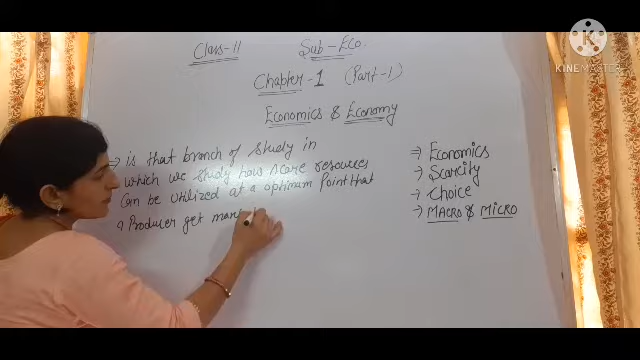 Class-11 Sub-Eco.
Chapter-1 (Part-1)
Economics & Economy
→ is that branch of study in
which we study how scare resources
can be utilized at a optimum point that
a Producer get maxi
⇒ Economics
→ Scarcity
→ Choice
→ MACRO & MICRO
KINEMASTER